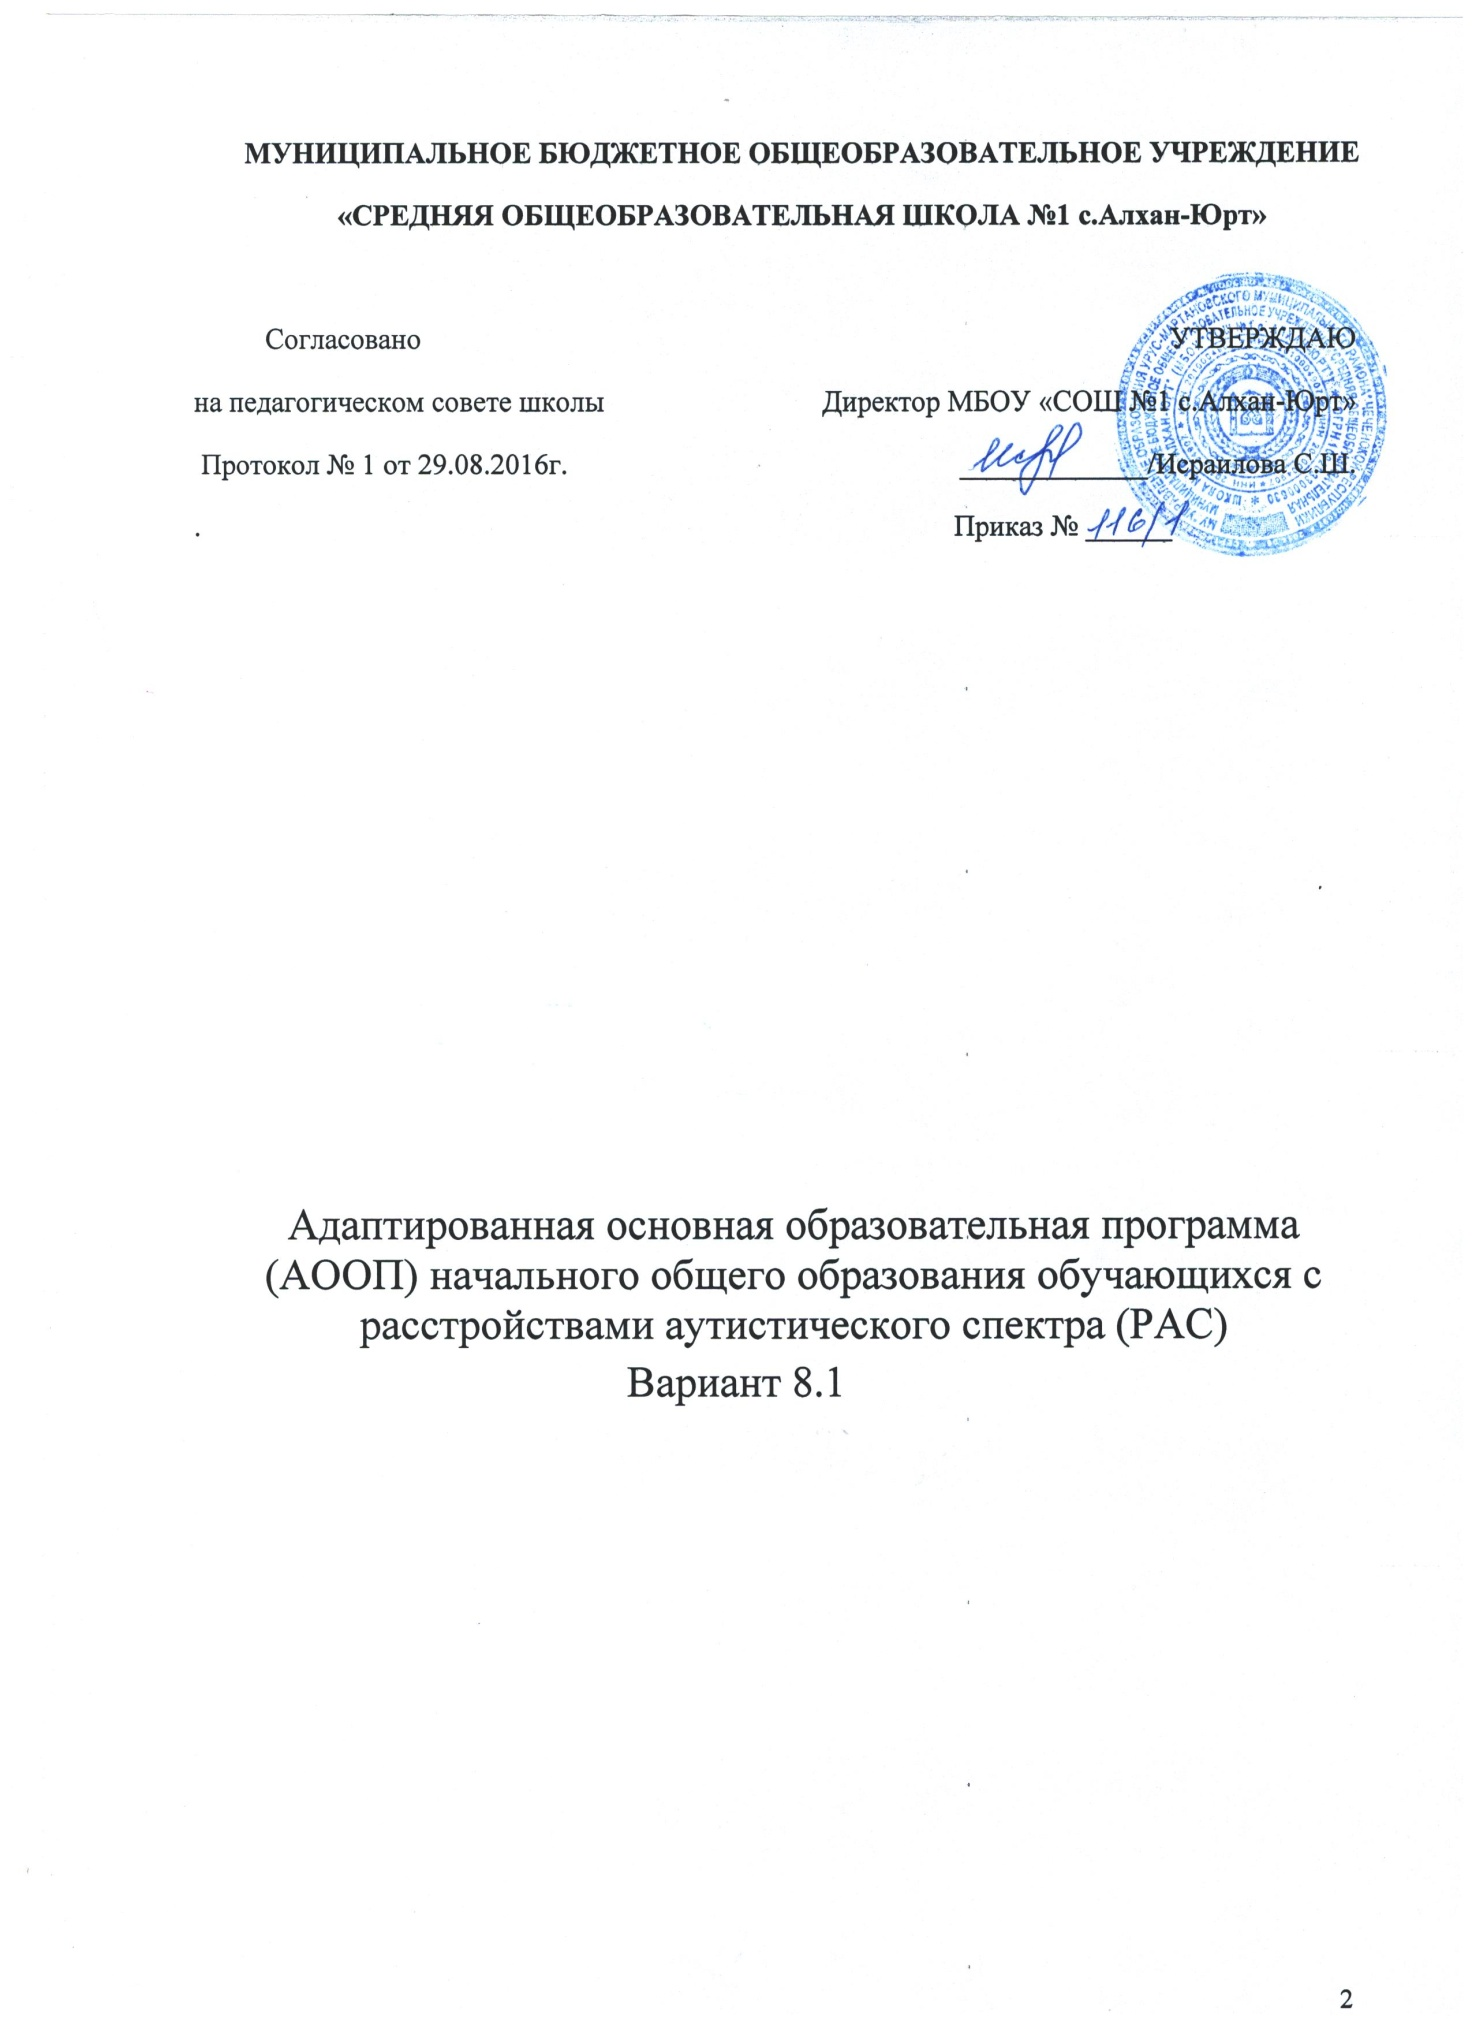 МУНИЦИПАЛЬНОЕ БЮДЖЕТНОЕ ОБЩЕОБРАЗОВАТЕЛЬНОЕ УЧРЕЖДЕНИЕ
«СРЕДНЯЯ ОБЩЕОБРАЗОВАТЕЛЬНАЯ ШКОЛА №1 с.Алхан-Юрт»
Согласовано
на педагогическом совете школы
Протокол № 1 от 29.08.2016г.
.
УТВЕРЖДАЮ
Директор МБОУ «СОШ №1 с.Алхан-Юрт»
/Исраилова С.Ш.
Приказ № 116/1
Адаптированная основная образовательная программа
(АООП) начального общего образования обучающихся с
расстройствами аутистического спектра (РАС)
Вариант 8.1
2